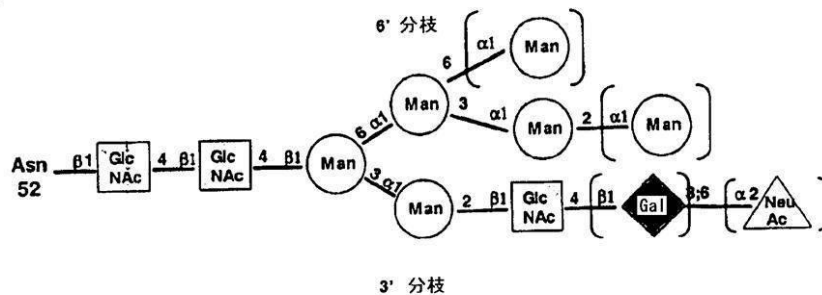 6' 分枝
6 α1 Man
Man
6 α1
3 α1 Man 2 α1 Man
Asn 52 β1 Glc NAc 4 β1 Glc NAc 4 β1 Man
3 α1
Man 2 β1 Glc NAc 4 β1 Gal 3;6 α2 Neu Ac
3' 分枝